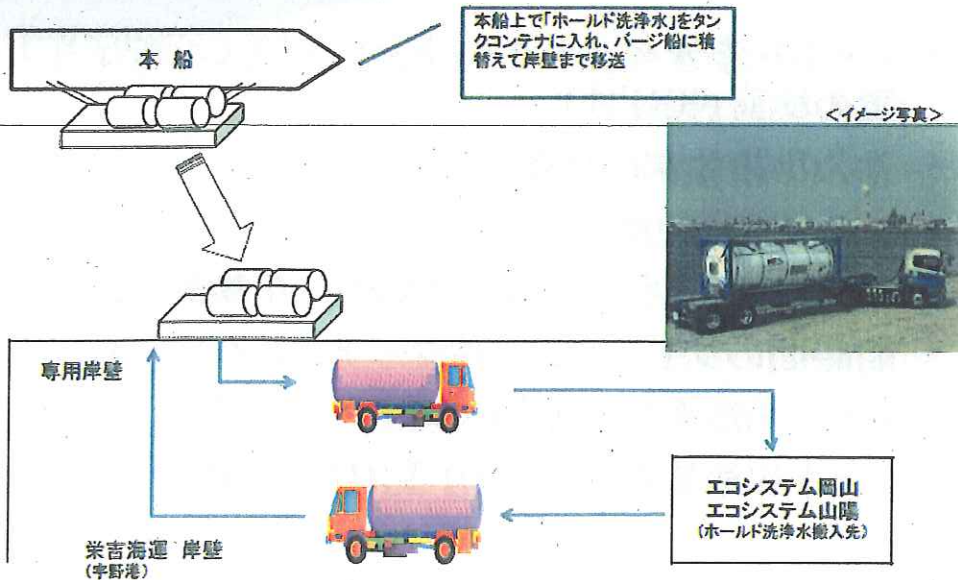 本船上で「ホールド洗浄水」をタン
クコンテナに入れ、バージ船に積
替えて岸壁まで移送
本 船
＜イメージ写真＞
専用岸壁
エコシステム岡山
エコシステム山陽
(ホールド洗浄水搬入先)
栄吉海運 岸壁
(宇野港)